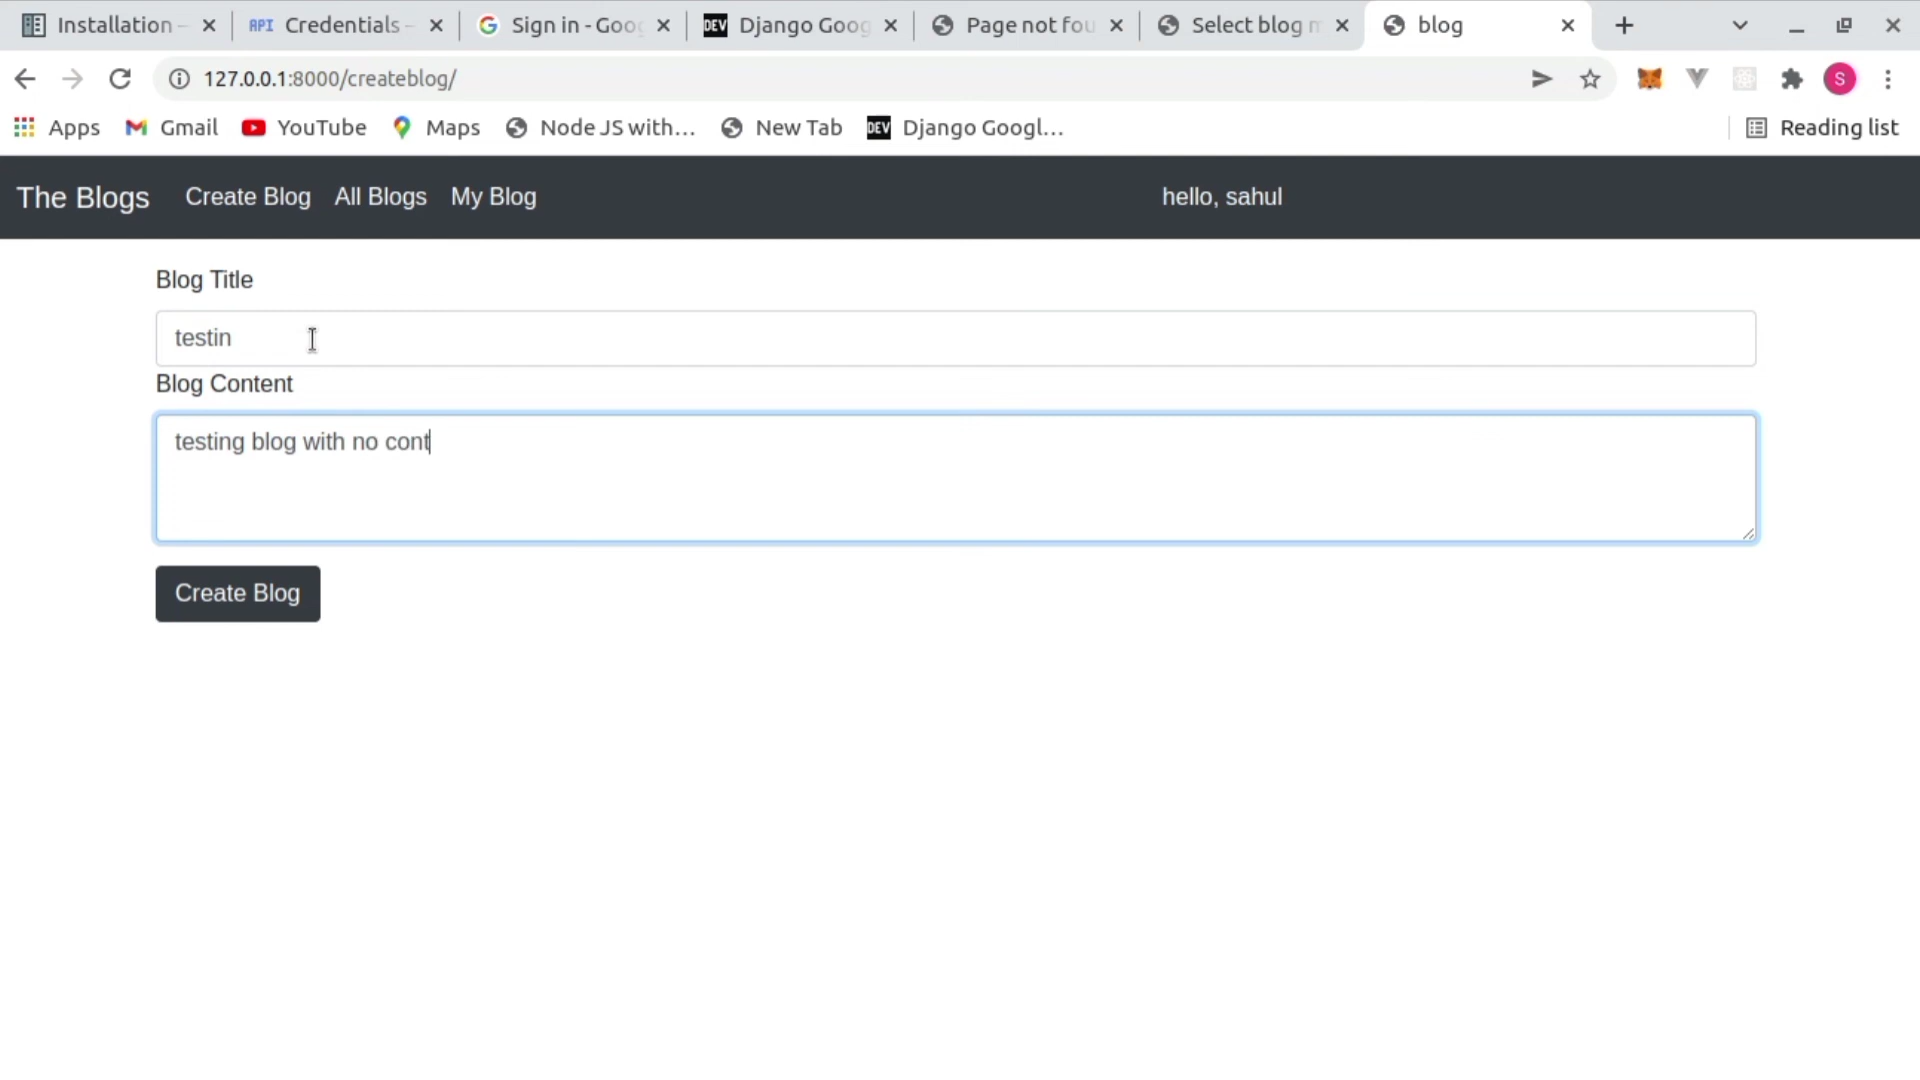 Installation – Credentials – Sign in - Goog Django Goog Page not fou Select blog m blog
127.0.0.1:8000/createblog/ S
Apps Gmail YouTube Maps Node JS with... New Tab DEV Django Googl... Reading list
The Blogs Create Blog All Blogs My Blog hello, sahul
Blog Title
testin
Blog Content
testing blog with no cont
Create Blog